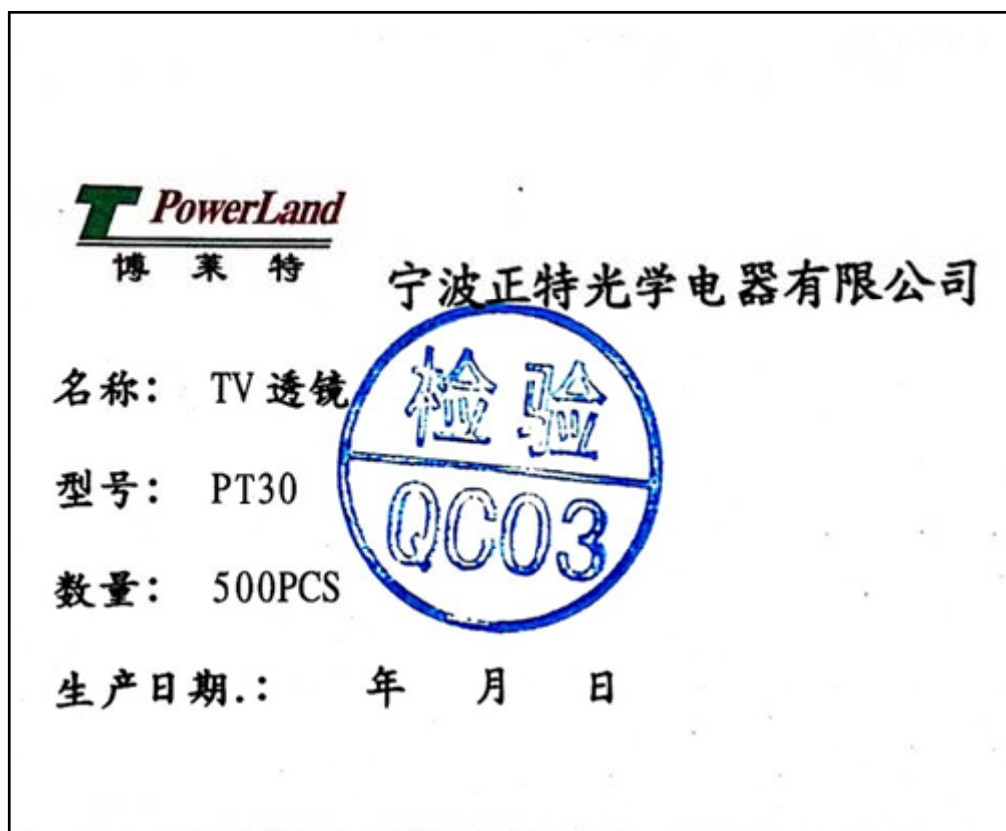 T PowerLand
博莱特
宁波正特光学电器有限公司
名称： TV 透镜
型号： PT30
数量： 500PCS
生产日期.： 年 月 日
检验
QC03